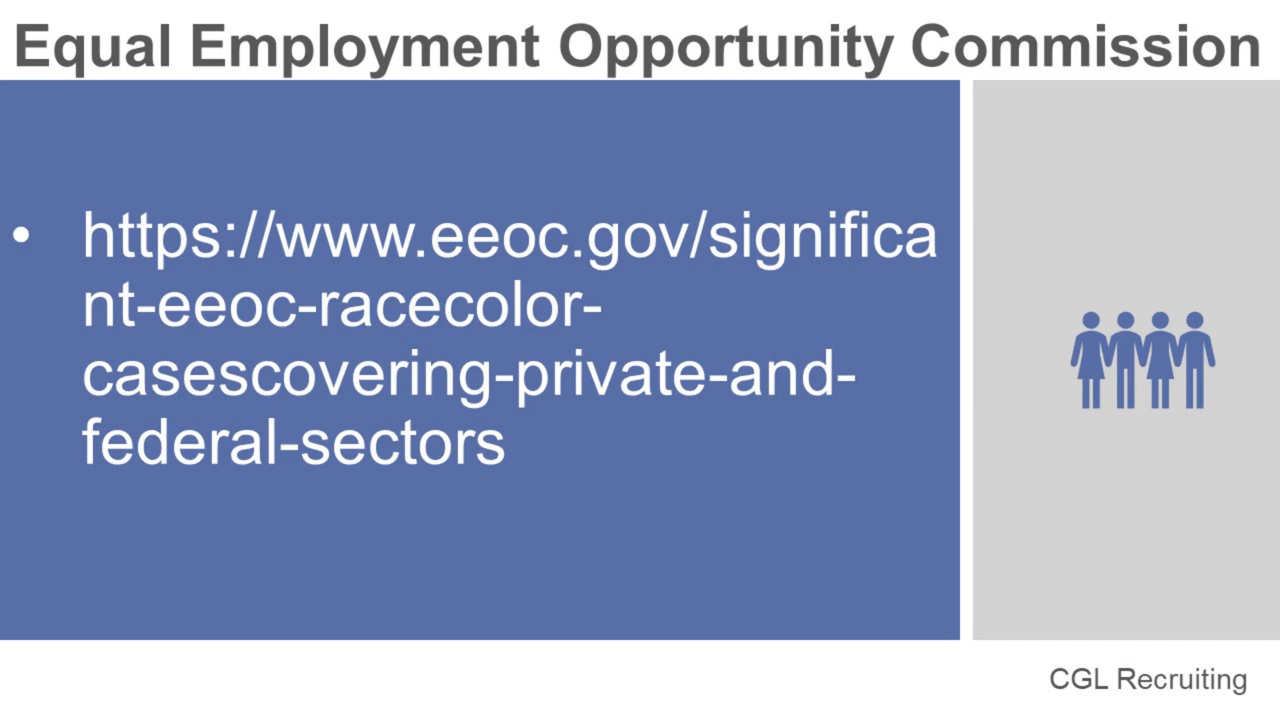 Equal Employment Opportunity Commission
• https://www.eeoc.gov/significa
nt-eeoc-racecolor-
casescovering-private-and-
federal-sectors
CGL Recruiting